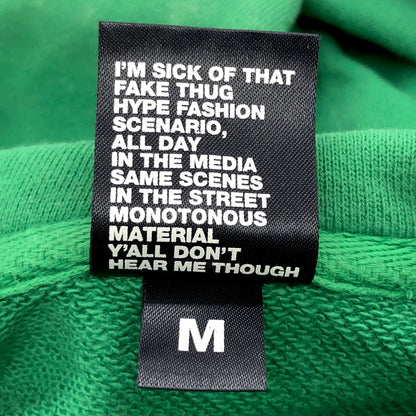 I'M SICK OF THAT
FAKE THUG
HYPE FASHION
SCENARIO,
ALL DAY
IN THE MEDIA
SAME SCENES
IN THE STREET
MONOTONOUS
MATERIAL
Y'ALL DON'T
HEAR ME THOUGH
M